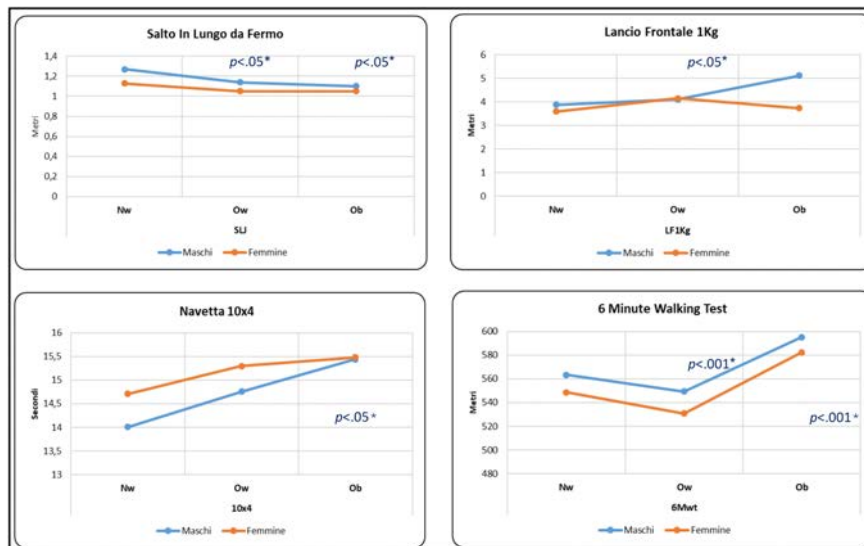 Salto In Lungo da Fermo
p<.05* p<.05*
Metri
1,4
1,2
1
0,8
0,6
0,4
0,2
0
Nw Ow Ob
SLJ
Maschi Femmine
Lancio Frontale 1Kg
p<.05*
Metri
6
5
4
3
2
1
0
Nw Ow Ob
LF1Kg
Maschi Femmine
Navetta 10x4
Secondi
16
15,5
15
14,5
14
13,5
13
p<.05*
Nw Ow Ob
10x4
Maschi Femmine
6 Minute Walking Test
Metri
600
580
560
540
520
500
480
p<.001*
p<.001*
Nw Ow Ob
6Mwt
Maschi Femmine